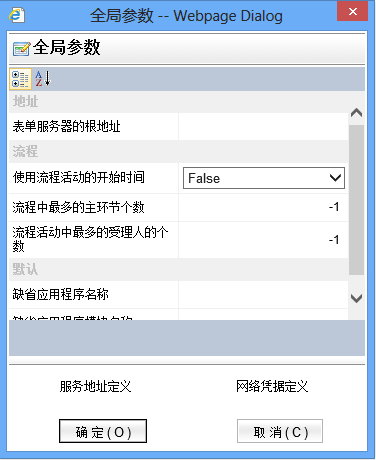 全局参数 -- Webpage Dialog
全局参数
地址
表单服务器的根地址
流程
使用流程活动的开始时间 False
流程中最多的主环节个数 -1
流程活动中最多的受理人的个
数 -1
默认
缺省应用程序名称
缺省应用程序模块名称
服务地址定义 网络凭据定义
确 定 ( O ) 取 消 ( C )